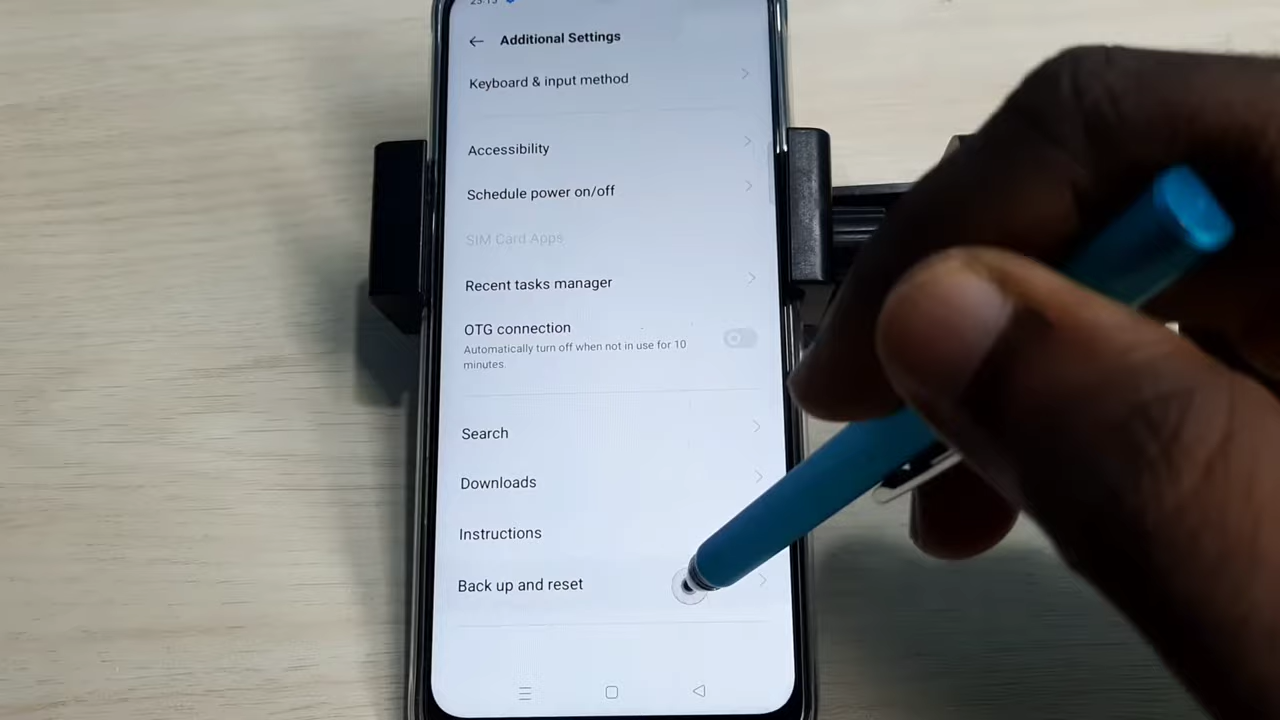 Additional Settings
Keyboard & input method
Accessibility
Schedule power on/off
SIM Card Apps
Recent tasks manager
OTG connection
Automatically turn off when not in use for 10
minutes.
Search
Downloads
Instructions
Back up and reset